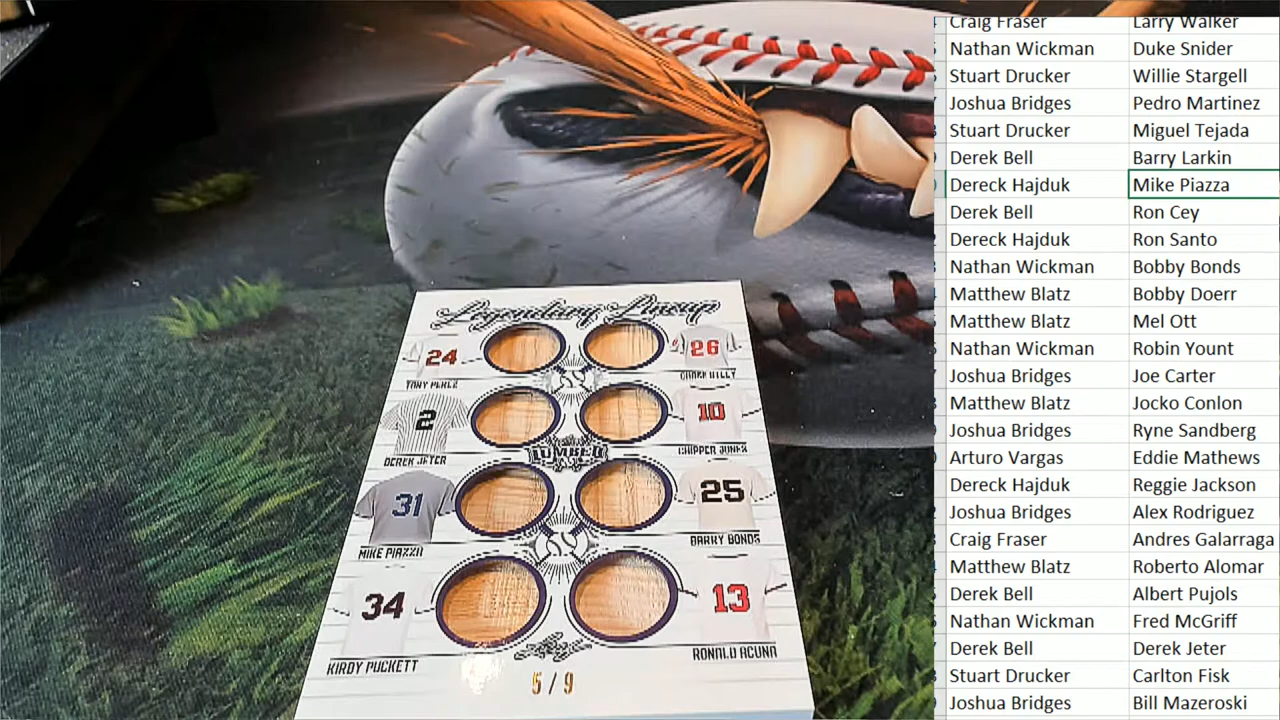 Legendary Lineup
24 26
TONY PEREZ CHASE UTLEY
2 10
DEREK JETER CHIPPER JONES
LUMBER
31 25
MIKE PIAZZA BARRY BONDS
34 13
KIRBY PUCKETT RONALD ACUNA
Leaf
5/9
Craig Fraser Larry Walker
Nathan Wickman Duke Snider
Stuart Drucker Willie Stargell
Joshua Bridges Pedro Martinez
Stuart Drucker Miguel Tejada
Derek Bell Barry Larkin
Dereck Hajduk Mike Piazza
Derek Bell Ron Cey
Dereck Hajduk Ron Santo
Nathan Wickman Bobby Bonds
Matthew Blatz Bobby Doerr
Matthew Blatz Mel Ott
Nathan Wickman Robin Yount
Joshua Bridges Joe Carter
Matthew Blatz Jocko Conlon
Joshua Bridges Ryne Sandberg
Arturo Vargas Eddie Mathews
Dereck Hajduk Reggie Jackson
Joshua Bridges Alex Rodriguez
Craig Fraser Andres Galarraga
Matthew Blatz Roberto Alomar
Derek Bell Albert Pujols
Nathan Wickman Fred McGriff
Derek Bell Derek Jeter
Stuart Drucker Carlton Fisk
Joshua Bridges Bill Mazeroski